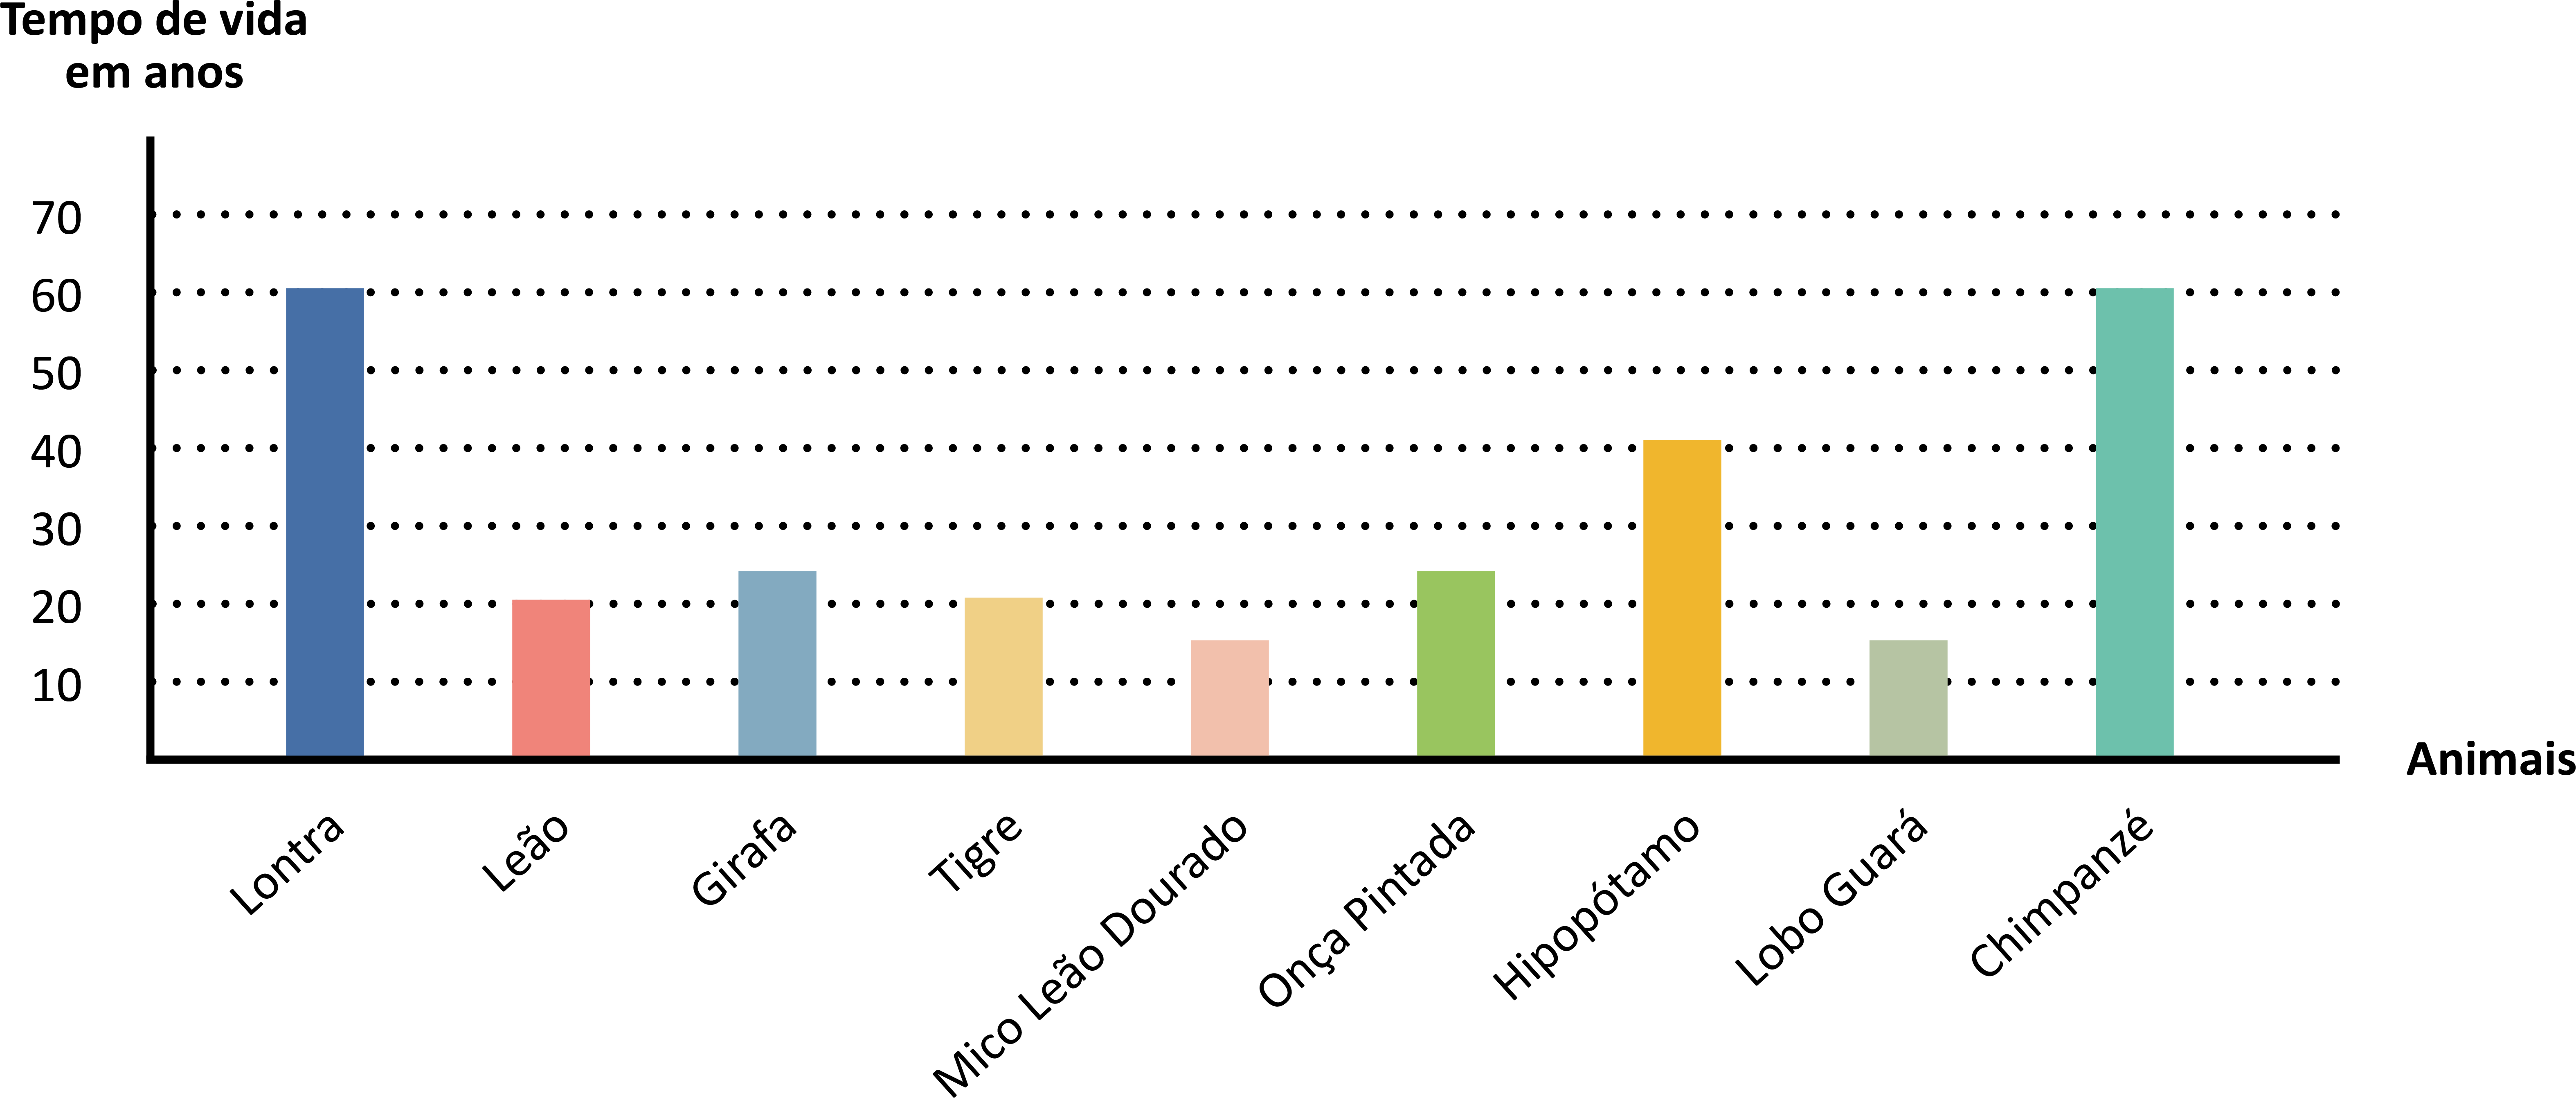 Tempo de vida
em anos
70
60
50
40
30
20
10
Animais
Lontra
Leão
Girafa
Tigre
Mico Leão Dourado
Onça Pintada
Hipopótamo
Lobo Guará
Chimpanzé